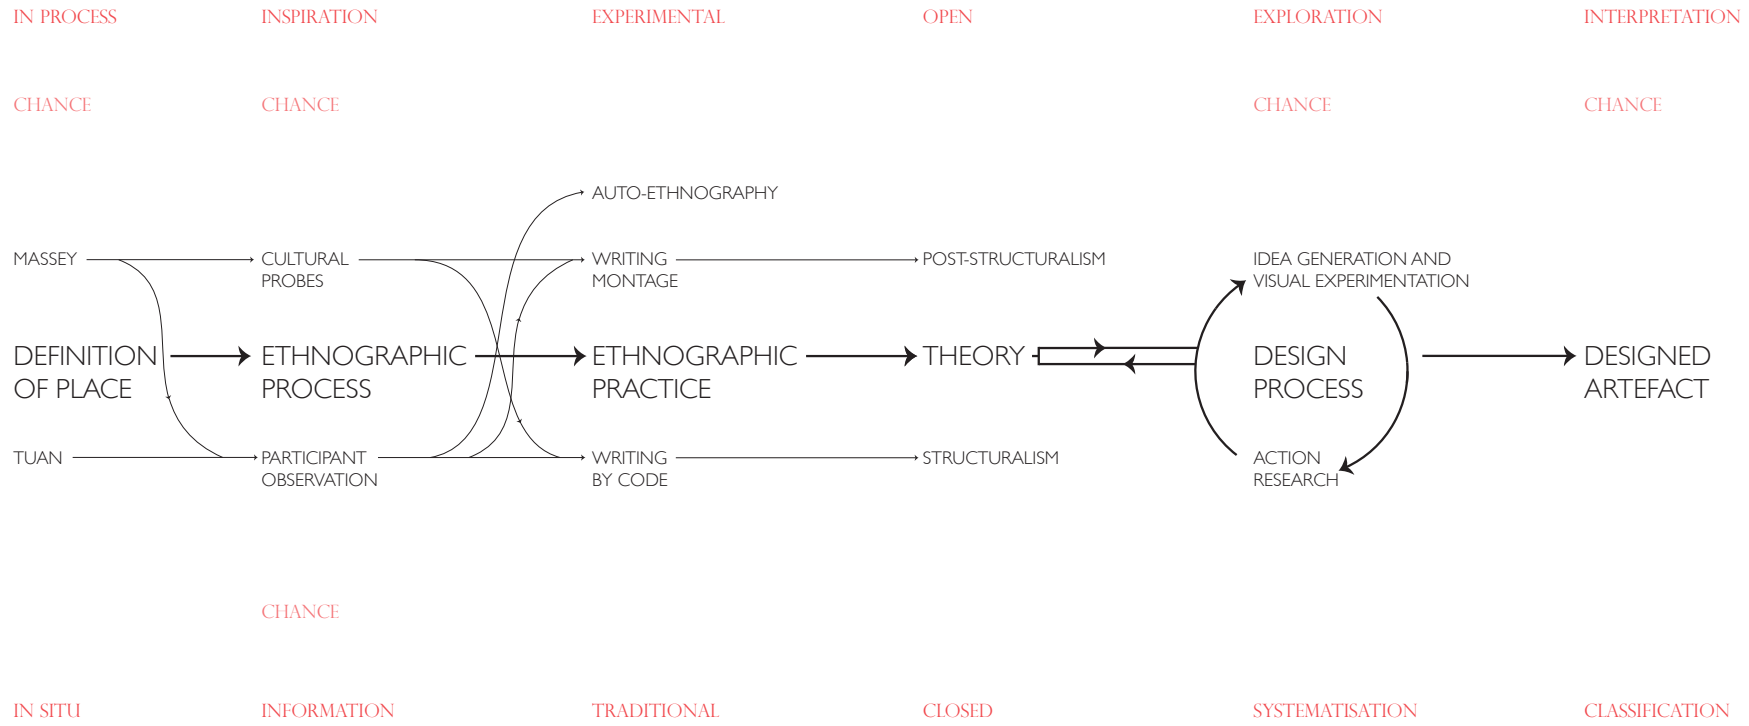 IN PROCESS
INSPIRATION
EXPERIMENTAL
OPEN
EXPLORATION
INTERPRETATION
CHANCE
CHANCE
CHANCE
CHANCE
AUTO-ETHNOGRAPHY
MASSEY
CULTURAL
PROBES
WRITING
MONTAGE
POST-STRUCTURALISM
IDEA GENERATION AND
VISUAL EXPERIMENTATION
DEFINITION
OF PLACE
ETHNOGRAPHIC
PROCESS
ETHNOGRAPHIC
PRACTICE
THEORY
DESIGN
PROCESS
DESIGNED
ARTEFACT
TUAN
PARTICIPANT
OBSERVATION
WRITING
BY CODE
STRUCTURALISM
ACTION
RESEARCH
CHANCE
IN SITU
INFORMATION
TRADITIONAL
CLOSED
SYSTEMATISATION
CLASSIFICATION